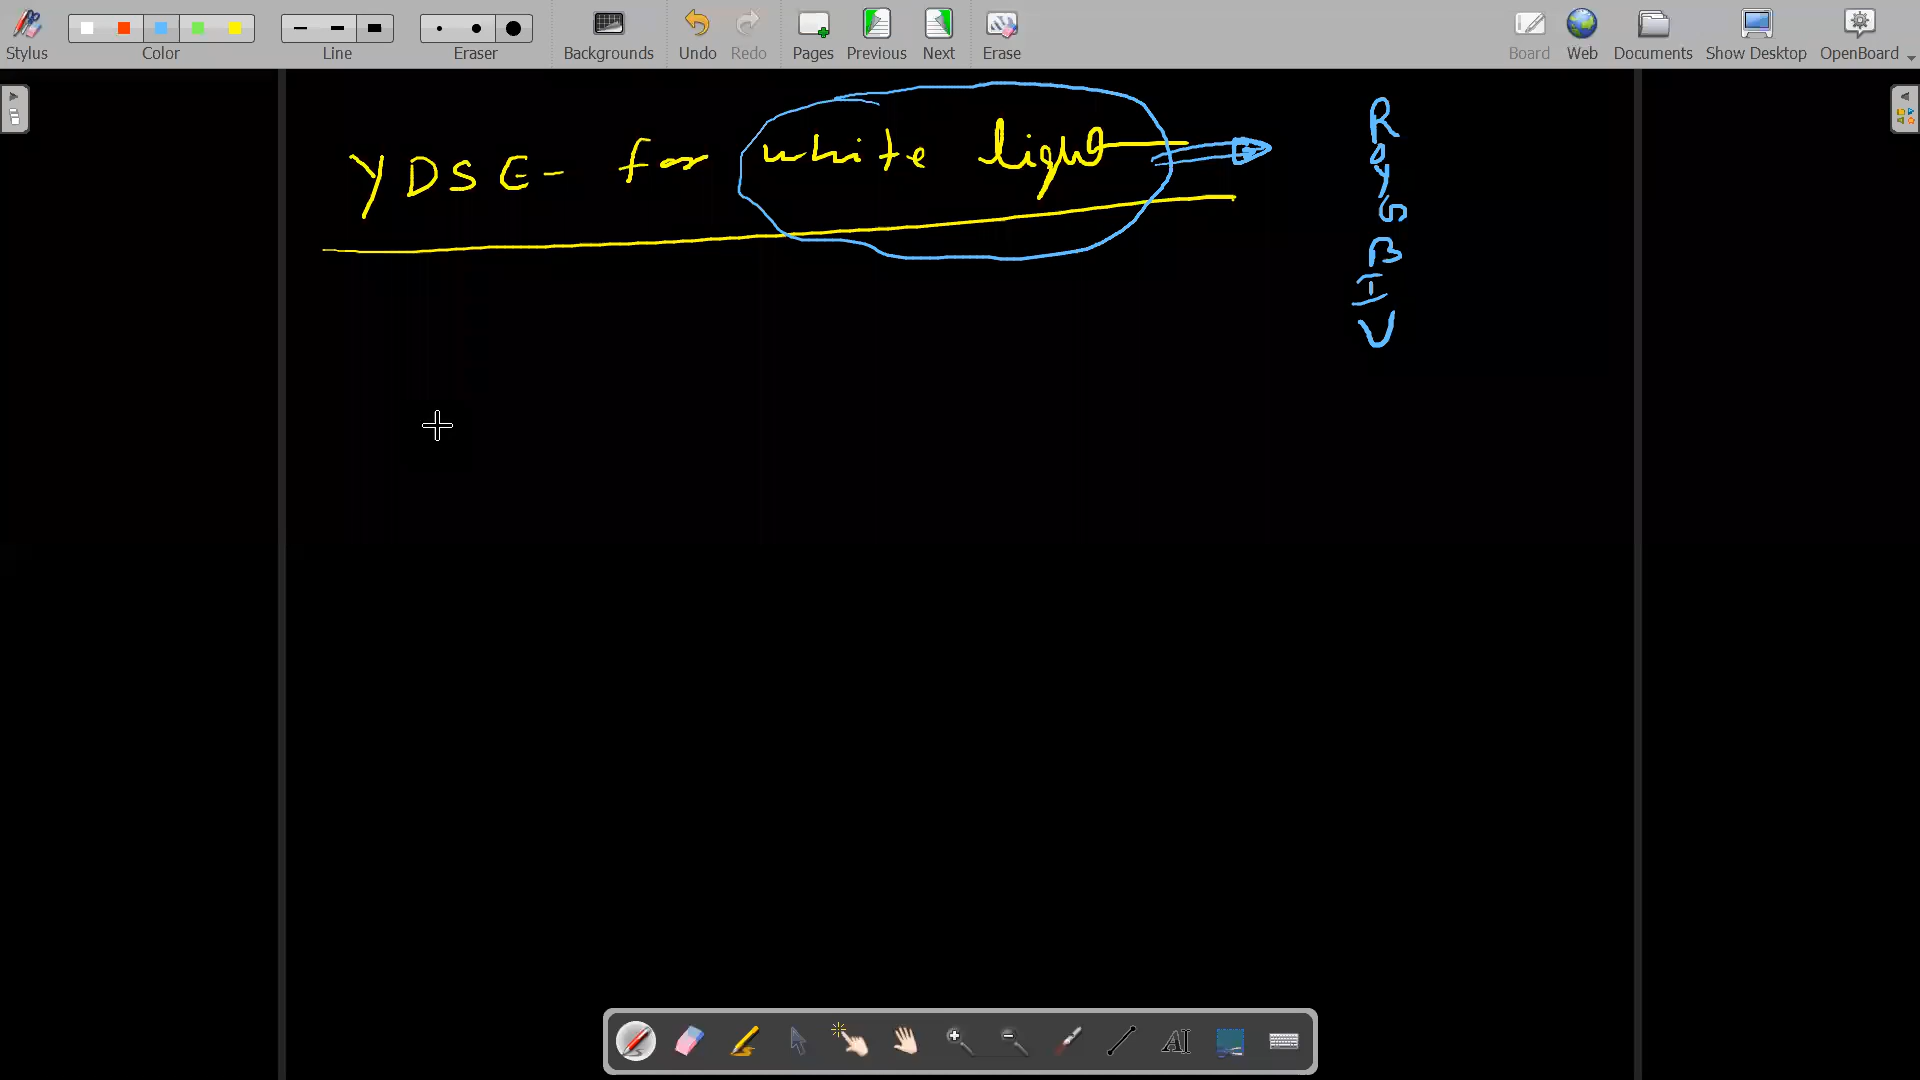 Stylus Color Line Eraser Backgrounds Undo Redo Pages Previous Next Erase Board Web Documents Show Desktop OpenBoard
YDSE- for white light
R
O
Y
G
B
I
V